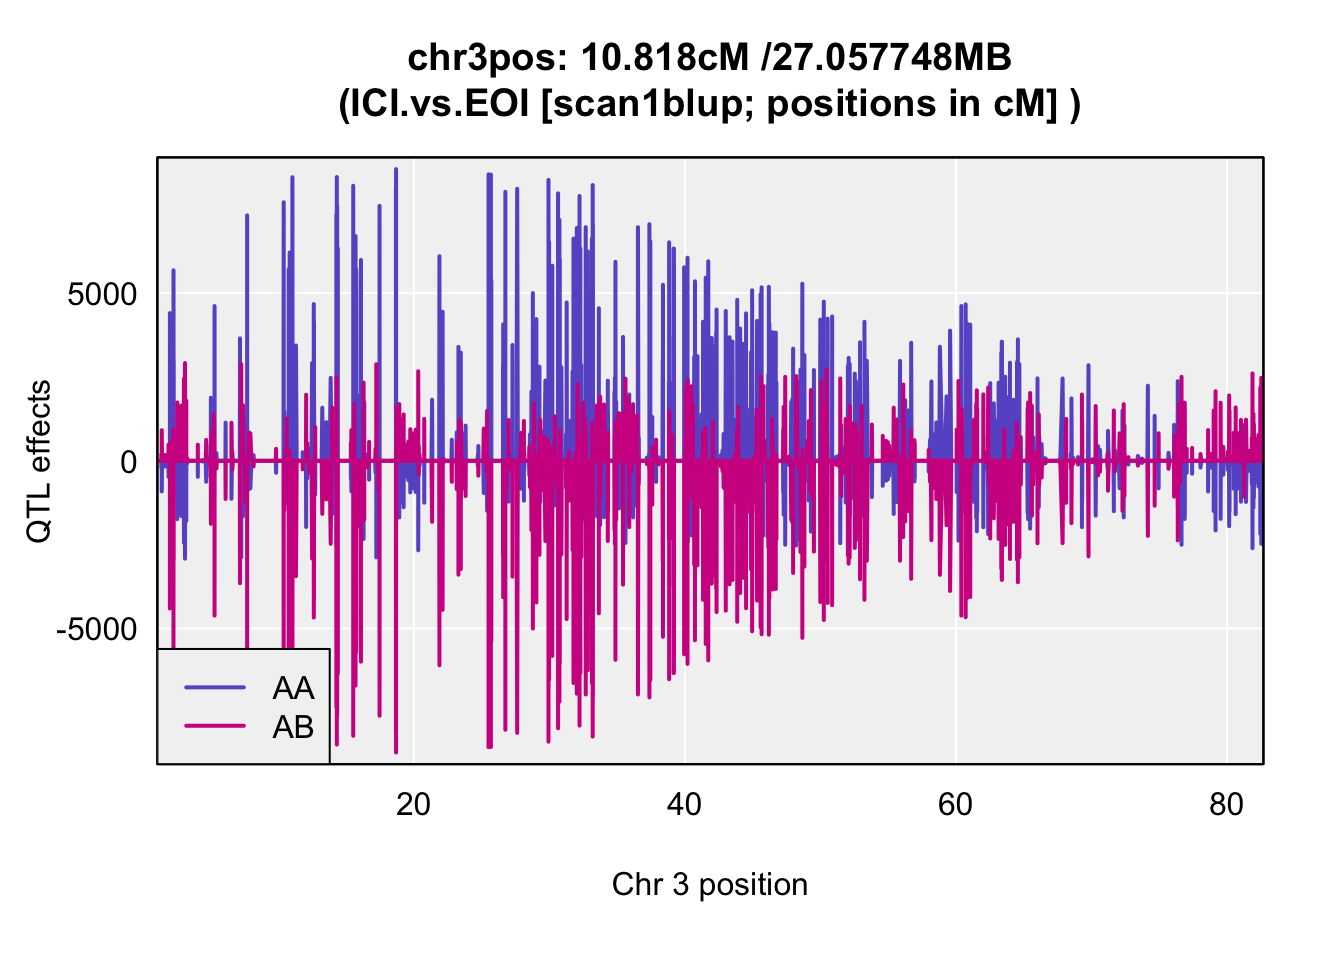 chr3pos: 10.818cM /27.057748MB
(ICI.vs.EOI [scan1blup; positions in cM] )
QTL effects
5000
0
-5000
AA
AB
20 40 60 80
Chr 3 position